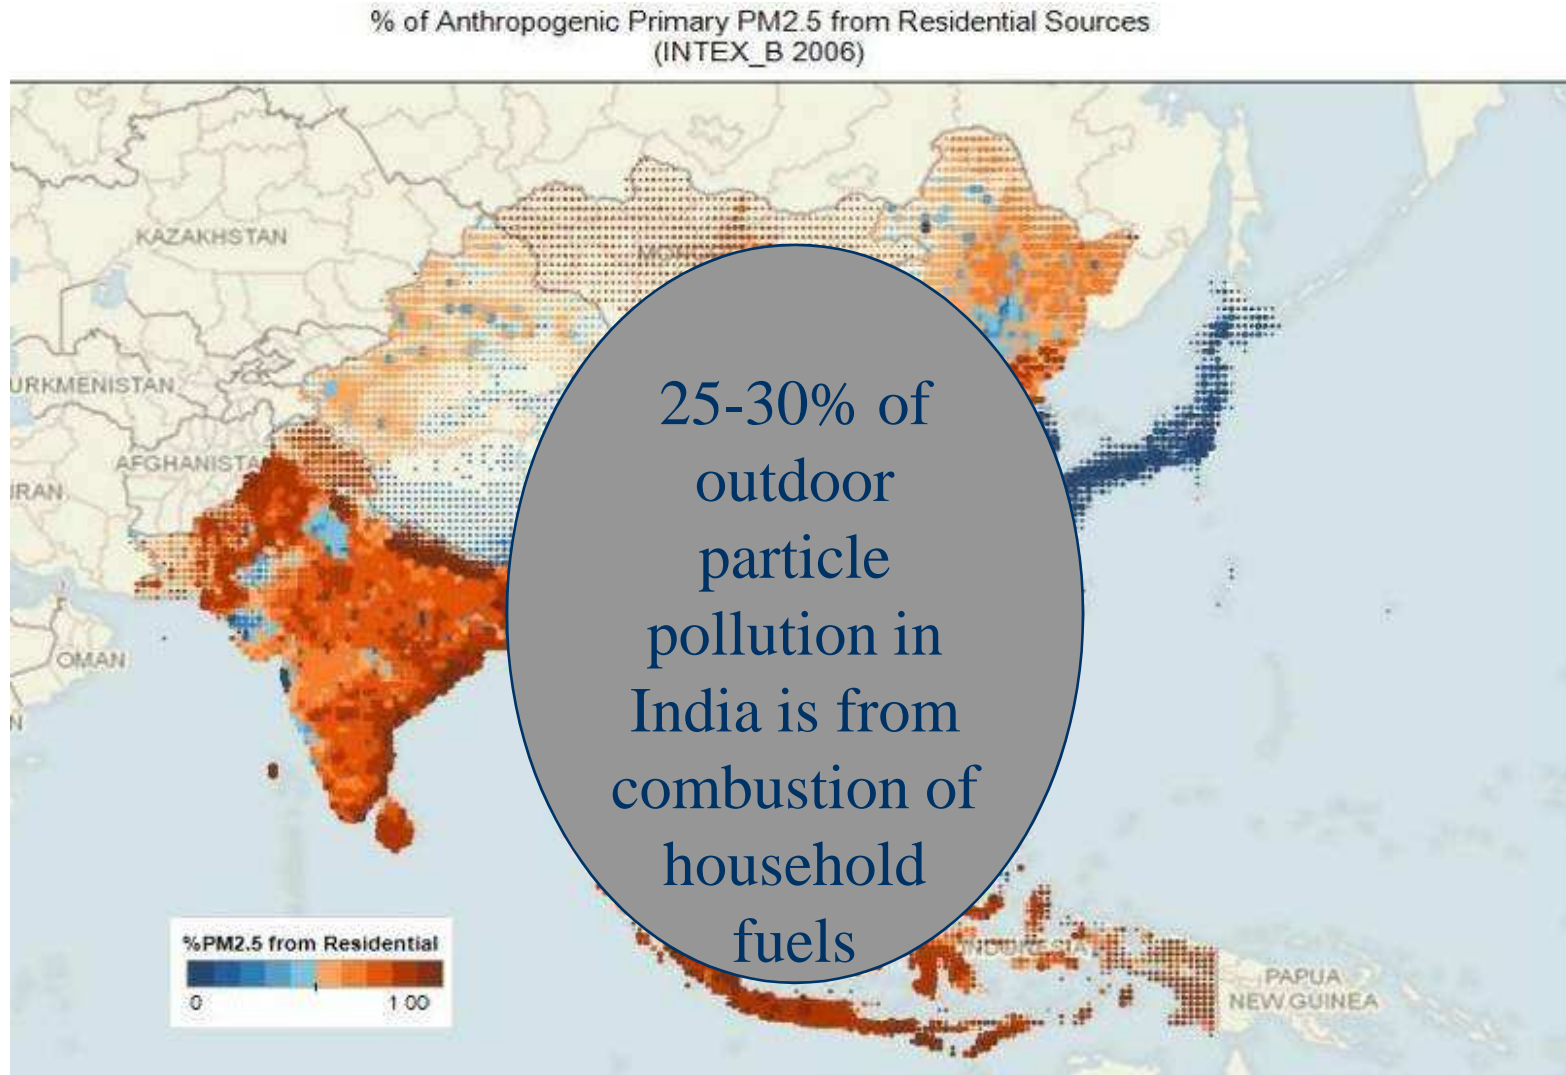 % of Anthropogenic Primary PM2.5 from Residential Sources
(INTEX_B 2006)
KAZAKHSTAN
URKMENISTAN
AFGHANISTA
IRAN
OMAN
N
25-30% of
outdoor
particle
pollution in
India is from
combustion of
household
fuels
INDONESIA
PAPUA
NEW GUINEA
%PM2.5 from Residential
0 1 00